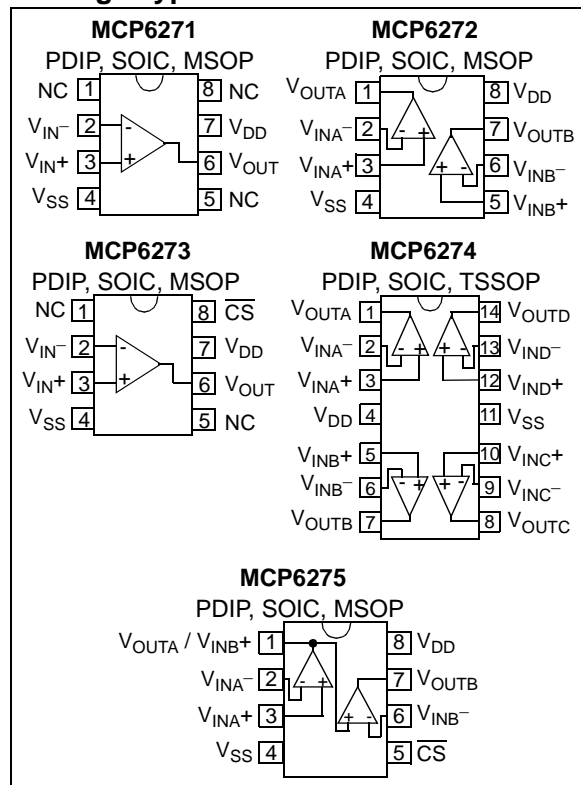 MCP6271
PDIP, SOIC, MSOP
NC 1 8 NC
VIN– 2 7 VDD
VIN+ 3 6 VOUT
VSS 4 5 NC
- +
MCP6272
PDIP, SOIC, MSOP
VOUTA 1 8 VDD
VINA– 2 7 VOUTB
VINA+ 3 6 VINB–
VSS 4 5 VINB+
- + + -
MCP6273
PDIP, SOIC, MSOP
NC 1 8 C̅S̅
VIN– 2 7 VDD
VIN+ 3 6 VOUT
VSS 4 5 NC
- +
MCP6274
PDIP, SOIC, TSSOP
VOUTA 1 14 VOUTD
VINA– 2 13 VIND–
VINA+ 3 12 VIND+
VDD 4 11 VSS
VINB+ 5 10 VINC+
VINB– 6 9 VINC–
VOUTB 7 8 VOUTC
- + + -
- + + -
MCP6275
PDIP, SOIC, MSOP
VOUTA / VINB+ 1 8 VDD
VINA– 2 7 VOUTB
VINA+ 3 6 VINB–
VSS 4 5 C̅S̅
- + + -